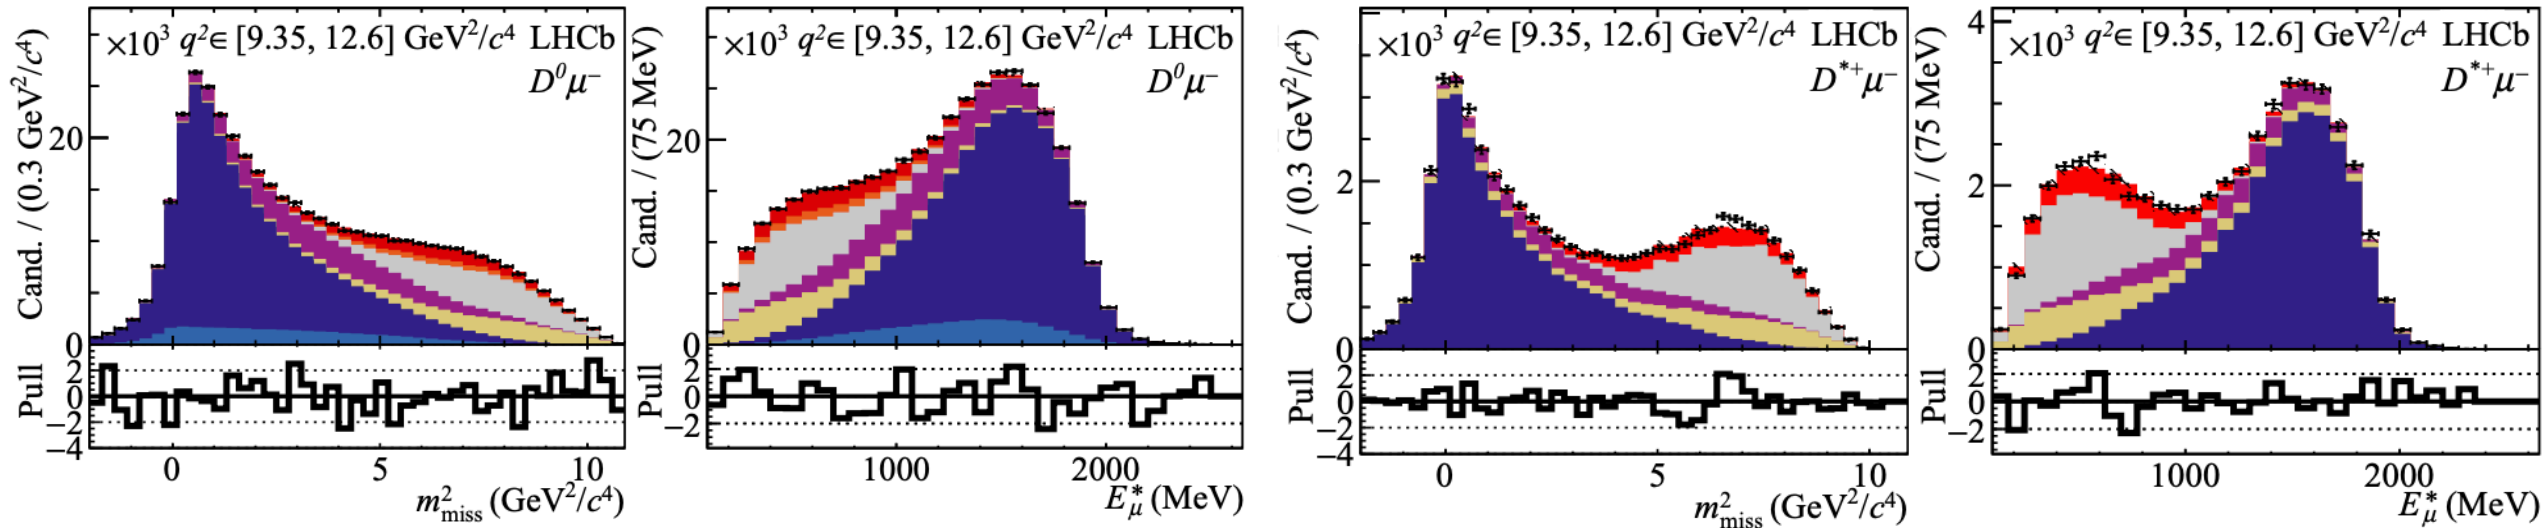 ×10³ q²∈ [9.35, 12.6] GeV²/c⁴ LHCb
D⁰μ⁻
Cand. / (0.3 GeV²/c⁴)
20
0
Pull
2
0
−2
−4
0 5 10
m²miss (GeV²/c⁴)
×10³ q²∈ [9.35, 12.6] GeV²/c⁴ LHCb
D⁰μ⁻
Cand. / (75 MeV)
20
0
Pull
2
0
−2
1000 2000
E*μ (MeV)
×10³ q²∈ [9.35, 12.6] GeV²/c⁴ LHCb
D*⁺μ⁻
Cand. / (0.3 GeV²/c⁴)
2
0
Pull
2
0
−2
−4
0 5 10
m²miss (GeV²/c⁴)
4
×10³ q²∈ [9.35, 12.6] GeV²/c⁴ LHCb
D*⁺μ⁻
Cand. / (75 MeV)
2
0
Pull
2
0
−2
1000 2000
E*μ (MeV)